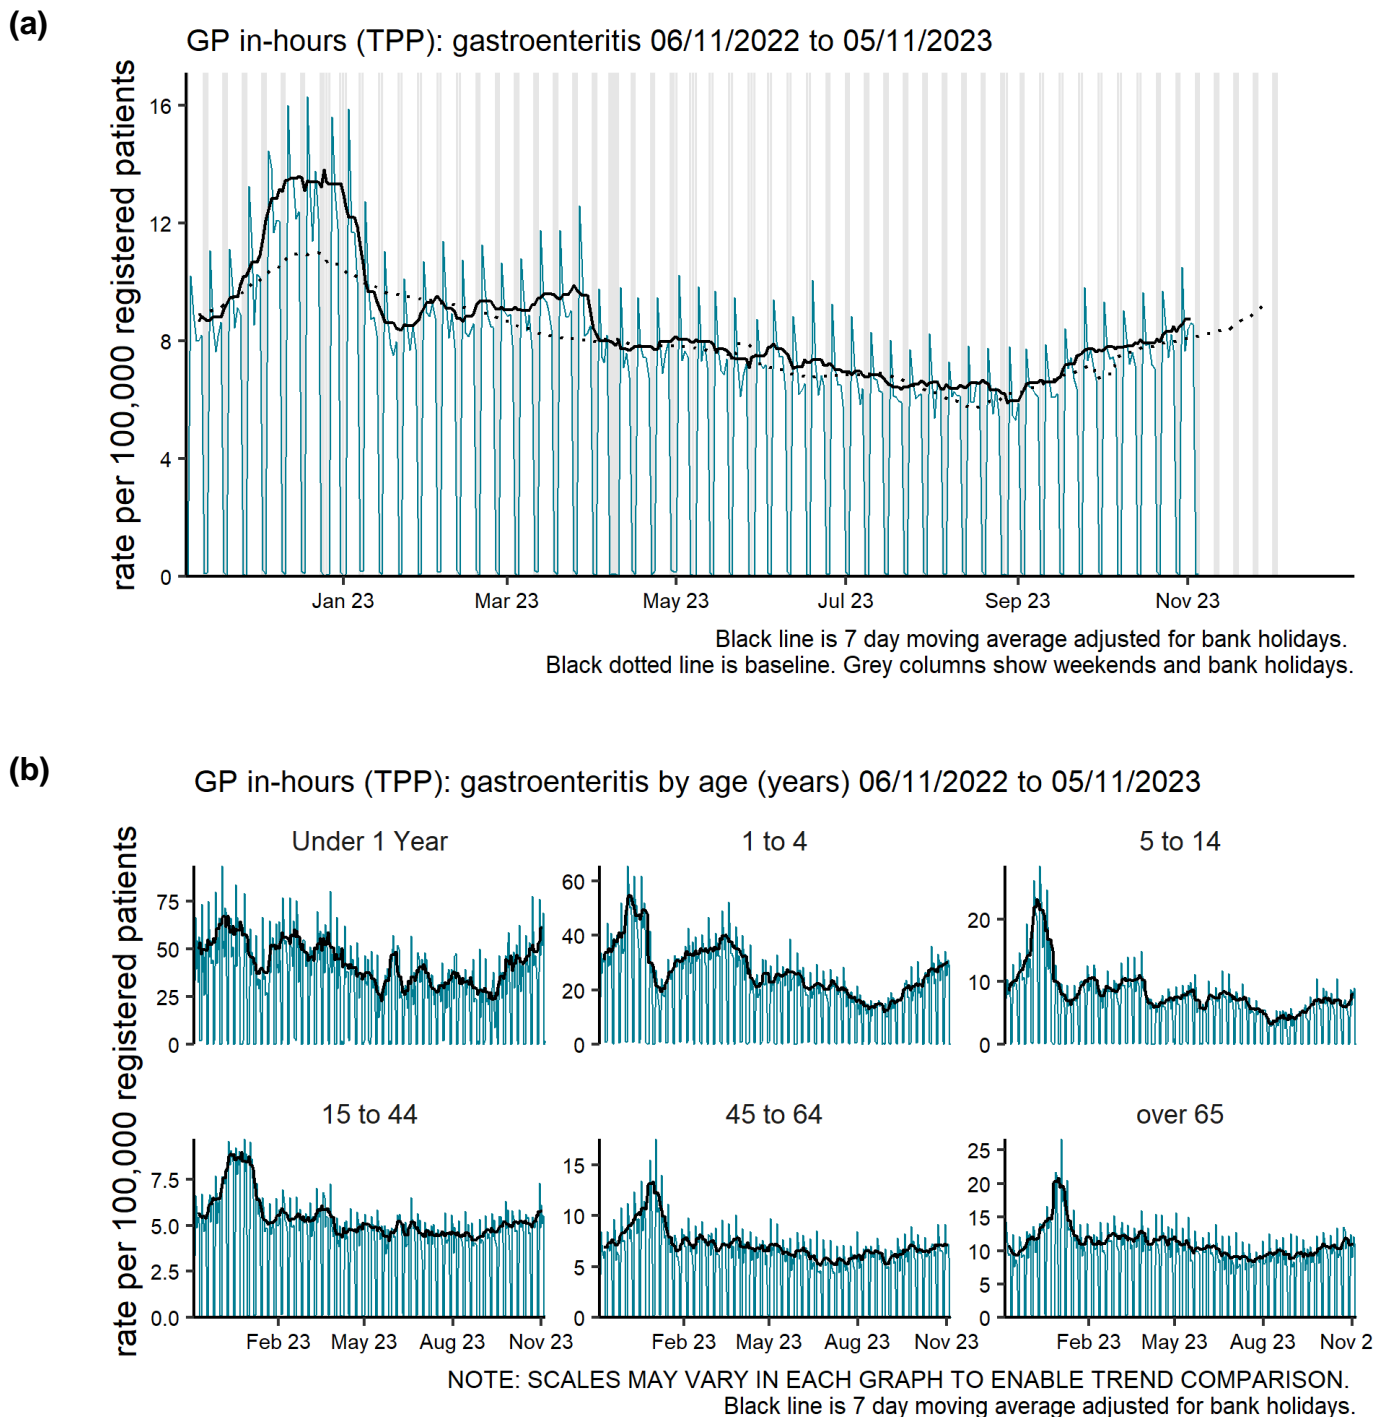 (a)
GP in-hours (TPP): gastroenteritis 06/11/2022 to 05/11/2023
rate per 100,000 registered patients
16
12
8
4
0
Jan 23 Mar 23 May 23 Jul 23 Sep 23 Nov 23
Black line is 7 day moving average adjusted for bank holidays.
Black dotted line is baseline. Grey columns show weekends and bank holidays.
(b)
GP in-hours (TPP): gastroenteritis by age (years) 06/11/2022 to 05/11/2023
rate per 100,000 registered patients
Under 1 Year
75
50
25
0
1 to 4
60
40
20
0
5 to 14
20
10
0
15 to 44
7.5
5.0
2.5
0.0
Feb 23 May 23 Aug 23 Nov 23
45 to 64
15
10
5
0
Feb 23 May 23 Aug 23 Nov 23
over 65
25
20
15
10
5
0
Feb 23 May 23 Aug 23 Nov 2
NOTE: SCALES MAY VARY IN EACH GRAPH TO ENABLE TREND COMPARISON.
Black line is 7 day moving average adjusted for bank holidays.